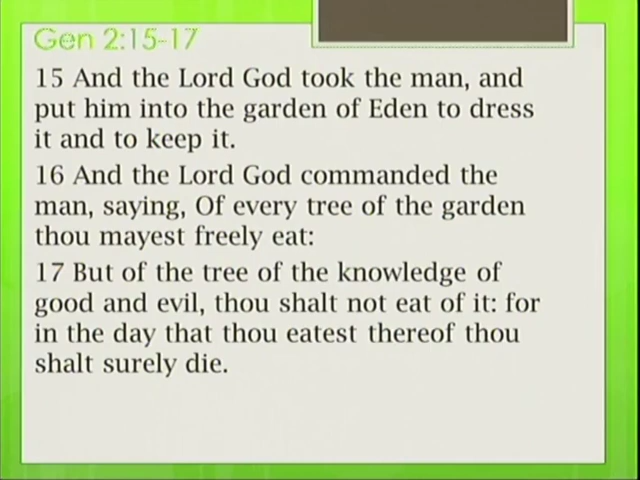 Gen 2:15-17
15 And the Lord God took the man, and
put him into the garden of Eden to dress
it and to keep it.
16 And the Lord God commanded the
man, saying, Of every tree of the garden
thou mayest freely eat:
17 But of the tree of the knowledge of
good and evil, thou shalt not eat of it: for
in the day that thou eatest thereof thou
shalt surely die.